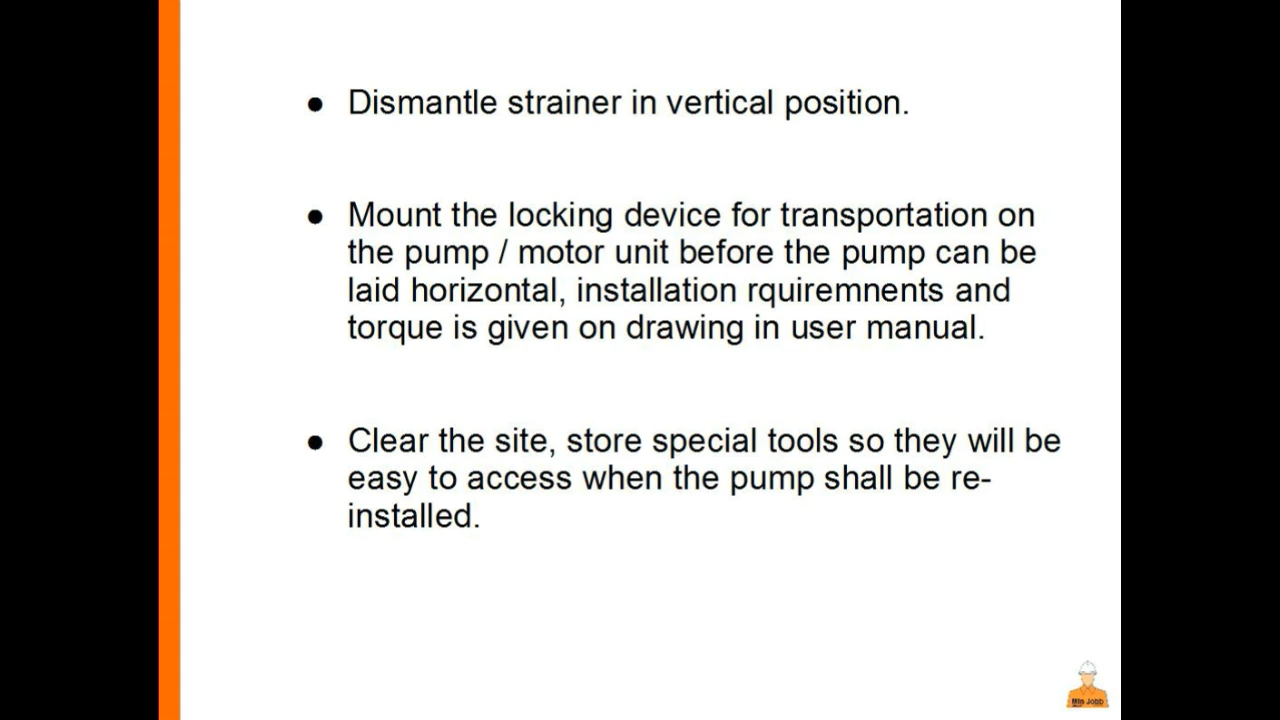 ● Dismantle strainer in vertical position.
● Mount the locking device for transportation on
the pump / motor unit before the pump can be
laid horizontal, installation rquiremnents and
torque is given on drawing in user manual.
● Clear the site, store special tools so they will be
easy to access when the pump shall be re-
installed.
Min Jobb